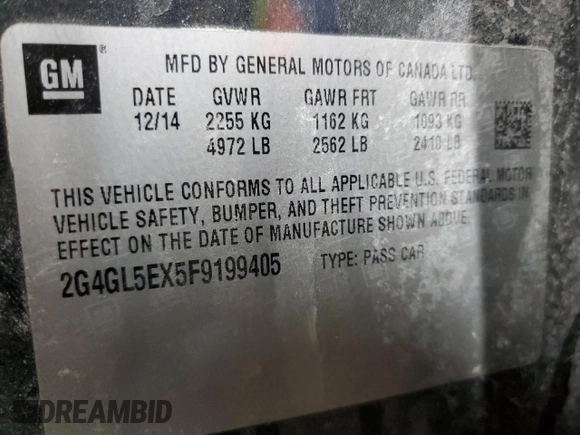 GM ®
MFD BY GENERAL MOTORS OF CANADA LTD.
DATE GVWR GAWR FRT GAWR RR
12/14 2255 KG 1162 KG 1093 KG
4972 LB 2562 LB 2410 LB
THIS VEHICLE CONFORMS TO ALL APPLICABLE U.S. FEDERAL MOTOR
VEHICLE SAFETY, BUMPER, AND THEFT PREVENTION STANDARDS IN
EFFECT ON THE DATE OF MANUFACTURE SHOWN ABOVE.
2G4GL5EX5F9199405 TYPE: PASS CAR
DREAMBID